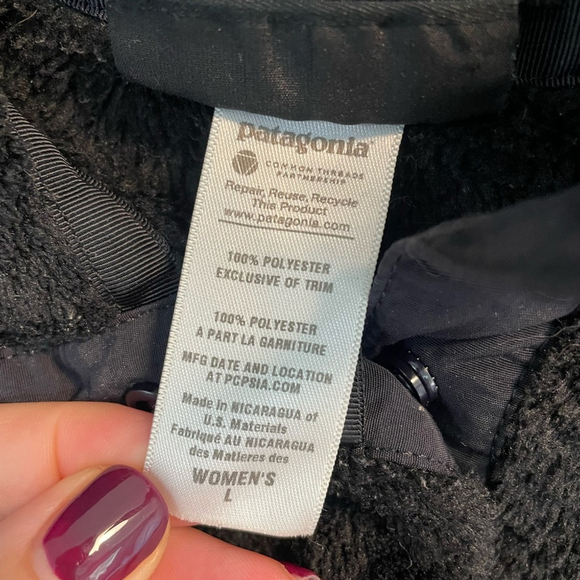 patagonia
COMMON THREADS
PARTNERSHIP
Repair, Reuse, Recycle
This Product
www.patagonia.com
100% POLYESTER
EXCLUSIVE OF TRIM
100% POLYESTER
A PART LA GARNITURE
MFG DATE AND LOCATION
AT PCPSIA.COM
Made in NICARAGUA of
U.S. Materials
Fabriqué AU NICARAGUA
des Matieres des
WOMEN'S
L